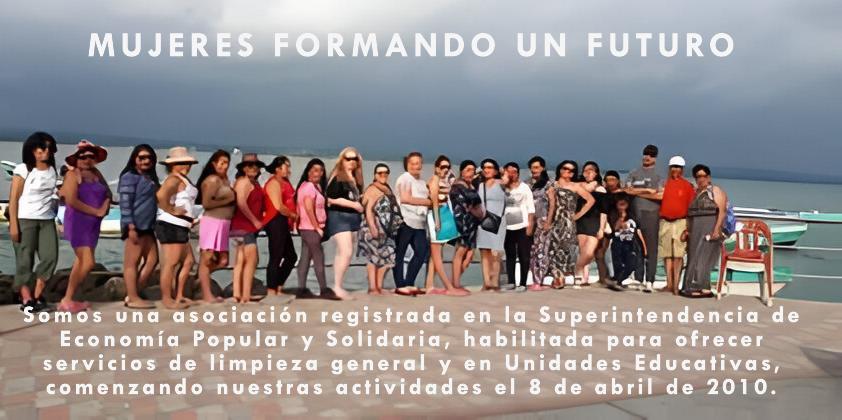 MUJERES FORMANDO UN FUTURO
Somos una asociación registrada en la Superintendencia de
Economía Popular y Solidaria, habilitada para ofrecer
servicios de limpieza general y en Unidades Educativas,
comenzando nuestras actividades el 8 de abril de 2010.